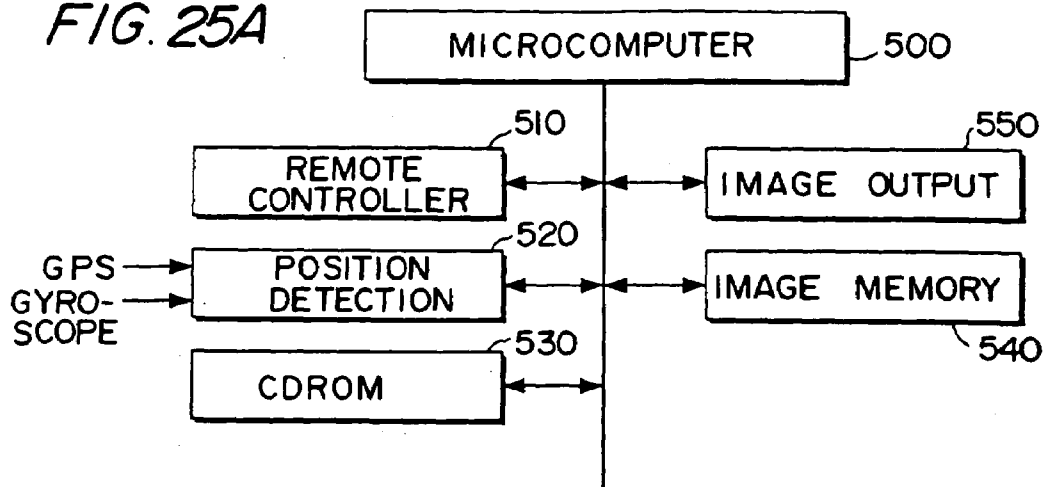 FIG. 25A
MICROCOMPUTER
500
510
REMOTE
CONTROLLER
550
IMAGE OUTPUT
520
GPS
GYRO-
SCOPE
POSITION
DETECTION
IMAGE MEMORY
540
530
CDROM